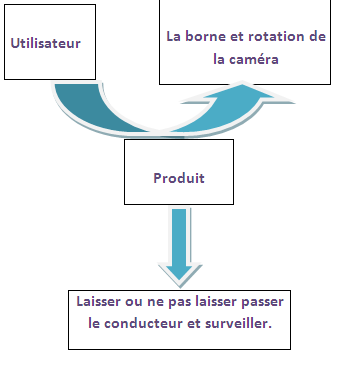 Utilisateur
La borne et rotation de
la caméra
Produit
Laisser ou ne pas laisser passer
le conducteur et surveiller.